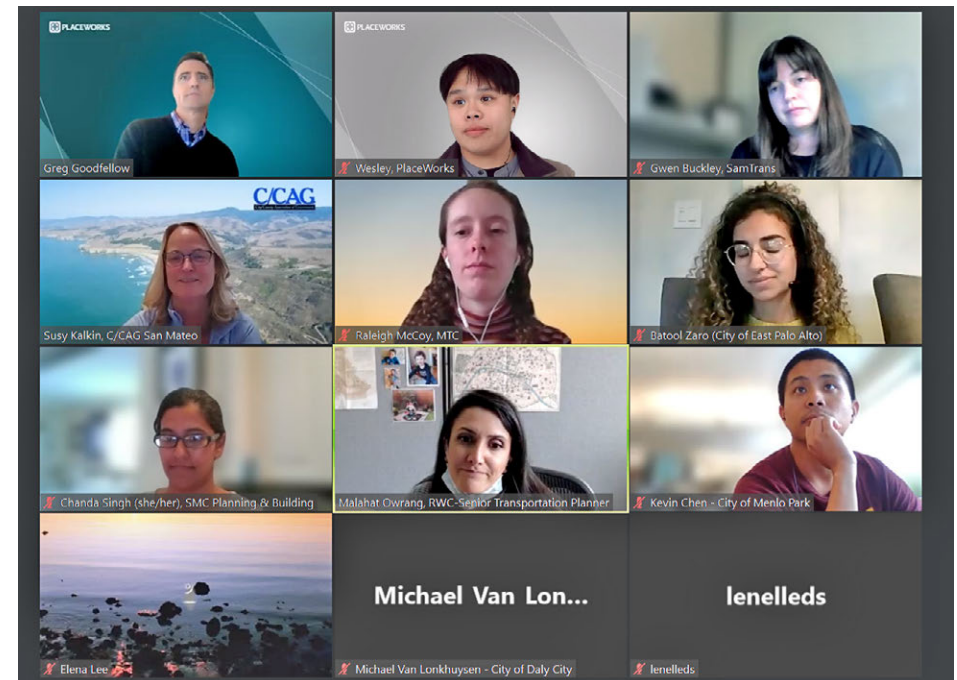 PLACEWORKS
Greg Goodfellow
PLACEWORKS
Wesley, PlaceWorks
Gwen Buckley, SamTrans
C/CAG
Susy Kalkin, C/CAG San Mateo
Raleigh McCoy, MTC
Batool Zaro (City of East Palo Alto)
Chanda Singh (she/her), SMC Planning & Building
Malahat Owrang, RWC-Senior Transportation Planner
Kevin Chen - City of Menlo Park
Elena Lee
Michael Van Lon...
Michael Van Lonkhuysen - City of Daly City
lenelleds
lenelleds